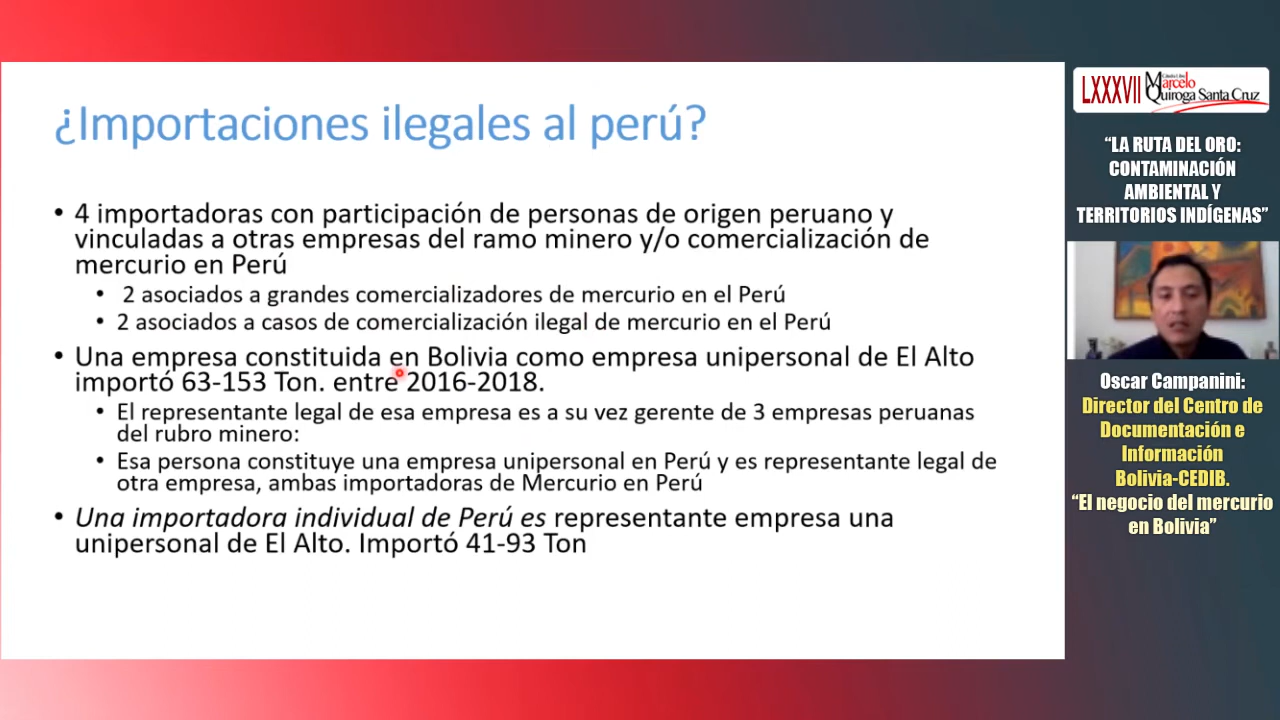 ¿Importaciones ilegales al perú?
• 4 importadoras con participación de personas de origen peruano y
vinculadas a otras empresas del ramo minero y/o comercialización de
mercurio en Perú
• 2 asociados a grandes comercializadores de mercurio en el Perú
• 2 asociados a casos de comercialización ilegal de mercurio en el Perú
• Una empresa constituida en Bolivia como empresa unipersonal de El Alto
importó 63-153 Ton. entre 2016-2018.
• El representante legal de esa empresa es a su vez gerente de 3 empresas peruanas
del rubro minero:
• Esa persona constituye una empresa unipersonal en Perú y es representante legal de
otra empresa, ambas importadoras de Mercurio en Perú
• Una importadora individual de Perú es representante empresa una
unipersonal de El Alto. Importó 41-93 Ton
LXXXVII Cátedra Libre
Marcelo
Quiroga Santa Cruz
“LA RUTA DEL ORO:
CONTAMINACIÓN
AMBIENTAL Y
TERRITORIOS INDÍGENAS”
Oscar Campanini:
Director del Centro de
Documentación e
Información
Bolivia-CEDIB.
“El negocio del mercurio
en Bolivia”